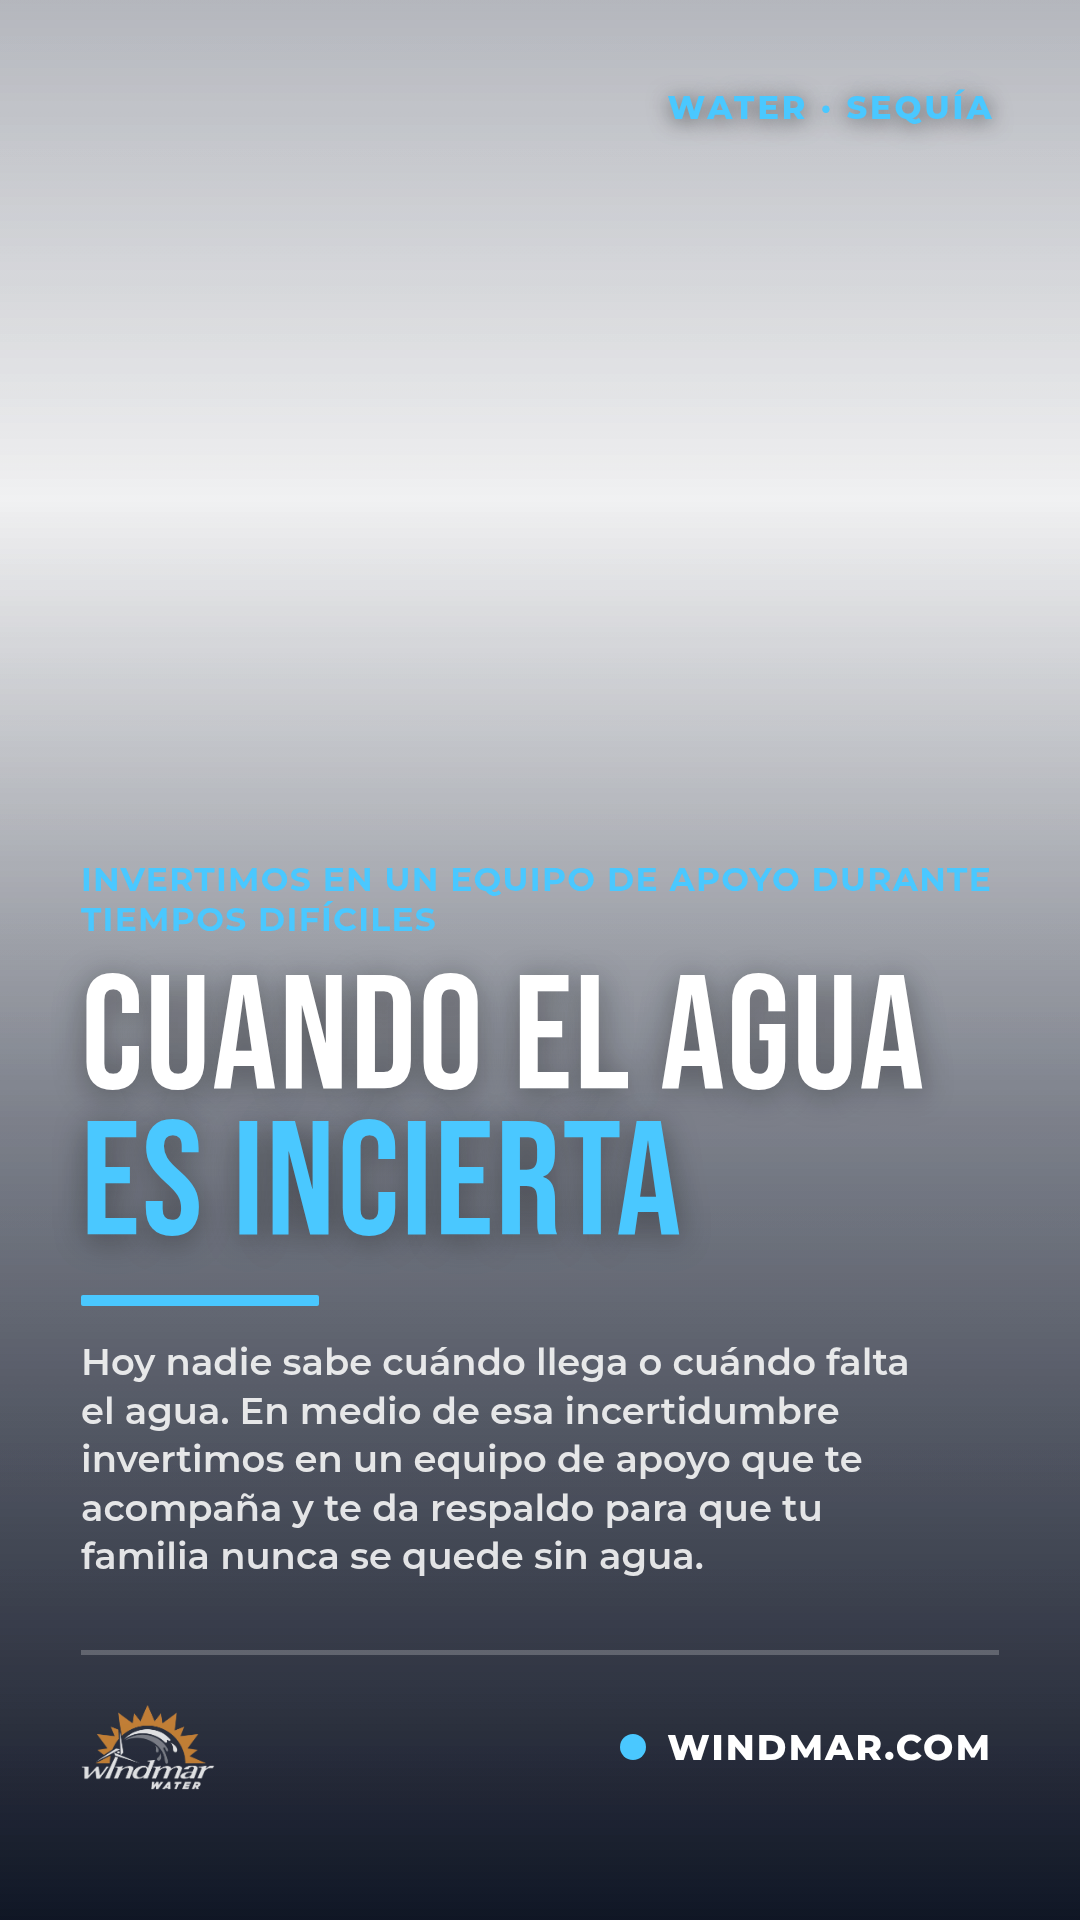 WATER · SEQUÍA
INVERTIMOS EN UN EQUIPO DE APOYO DURANTE
TIEMPOS DIFÍCILES
CUANDO EL AGUA
ES INCIERTA
Hoy nadie sabe cuándo llega o cuándo falta
el agua. En medio de esa incertidumbre
invertimos en un equipo de apoyo que te
acompaña y te da respaldo para que tu
familia nunca se quede sin agua.
windmar
WATER
WINDMAR.COM